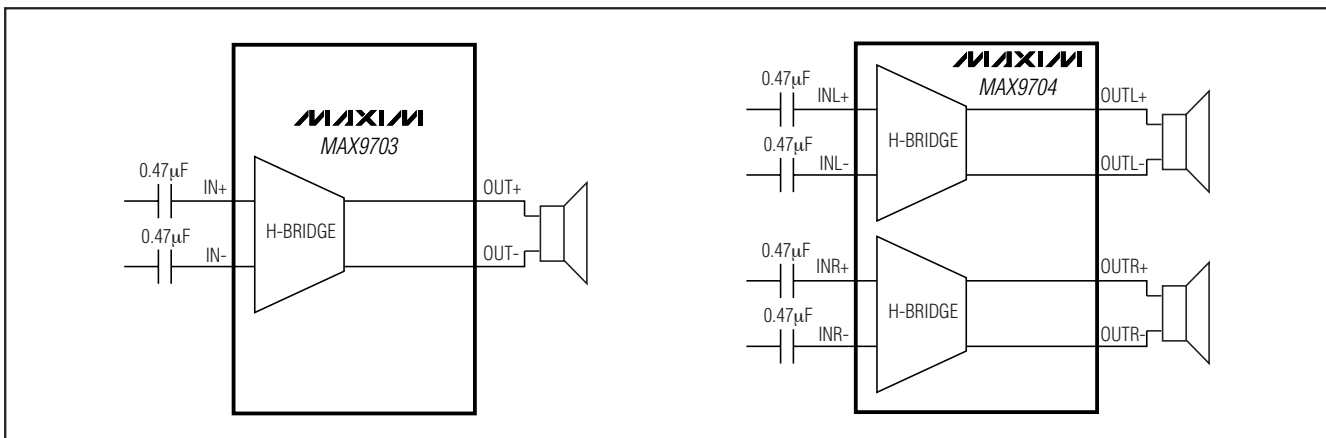 MAXIM
MAX9703
0.47µF
IN+
0.47µF
IN-
H-BRIDGE
OUT+
OUT-
MAXIM
MAX9704
0.47µF
INL+
0.47µF
INL-
H-BRIDGE
OUTL+
OUTL-
0.47µF
INR+
0.47µF
INR-
H-BRIDGE
OUTR+
OUTR-